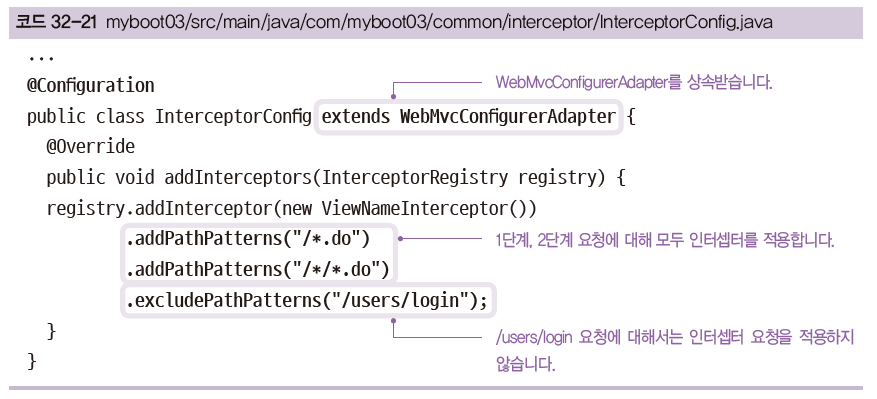 코드 32-21 myboot03/src/main/java/com/myboot03/common/interceptor/InterceptorConfig.java
...
@Configuration
WebMvcConfigurerAdapter를 상속받습니다.
public class InterceptorConfig extends WebMvcConfigurerAdapter {
@Override
public void addInterceptors(InterceptorRegistry registry) {
registry.addInterceptor(new ViewNameInterceptor())
.addPathPatterns("/*.do")
1단계, 2단계 요청에 대해 모두 인터셉터를 적용합니다.
.addPathPatterns("/*/*.do")
.excludePathPatterns("/users/login");
}
/users/login 요청에 대해서는 인터셉터 요청을 적용하지
않습니다.
}